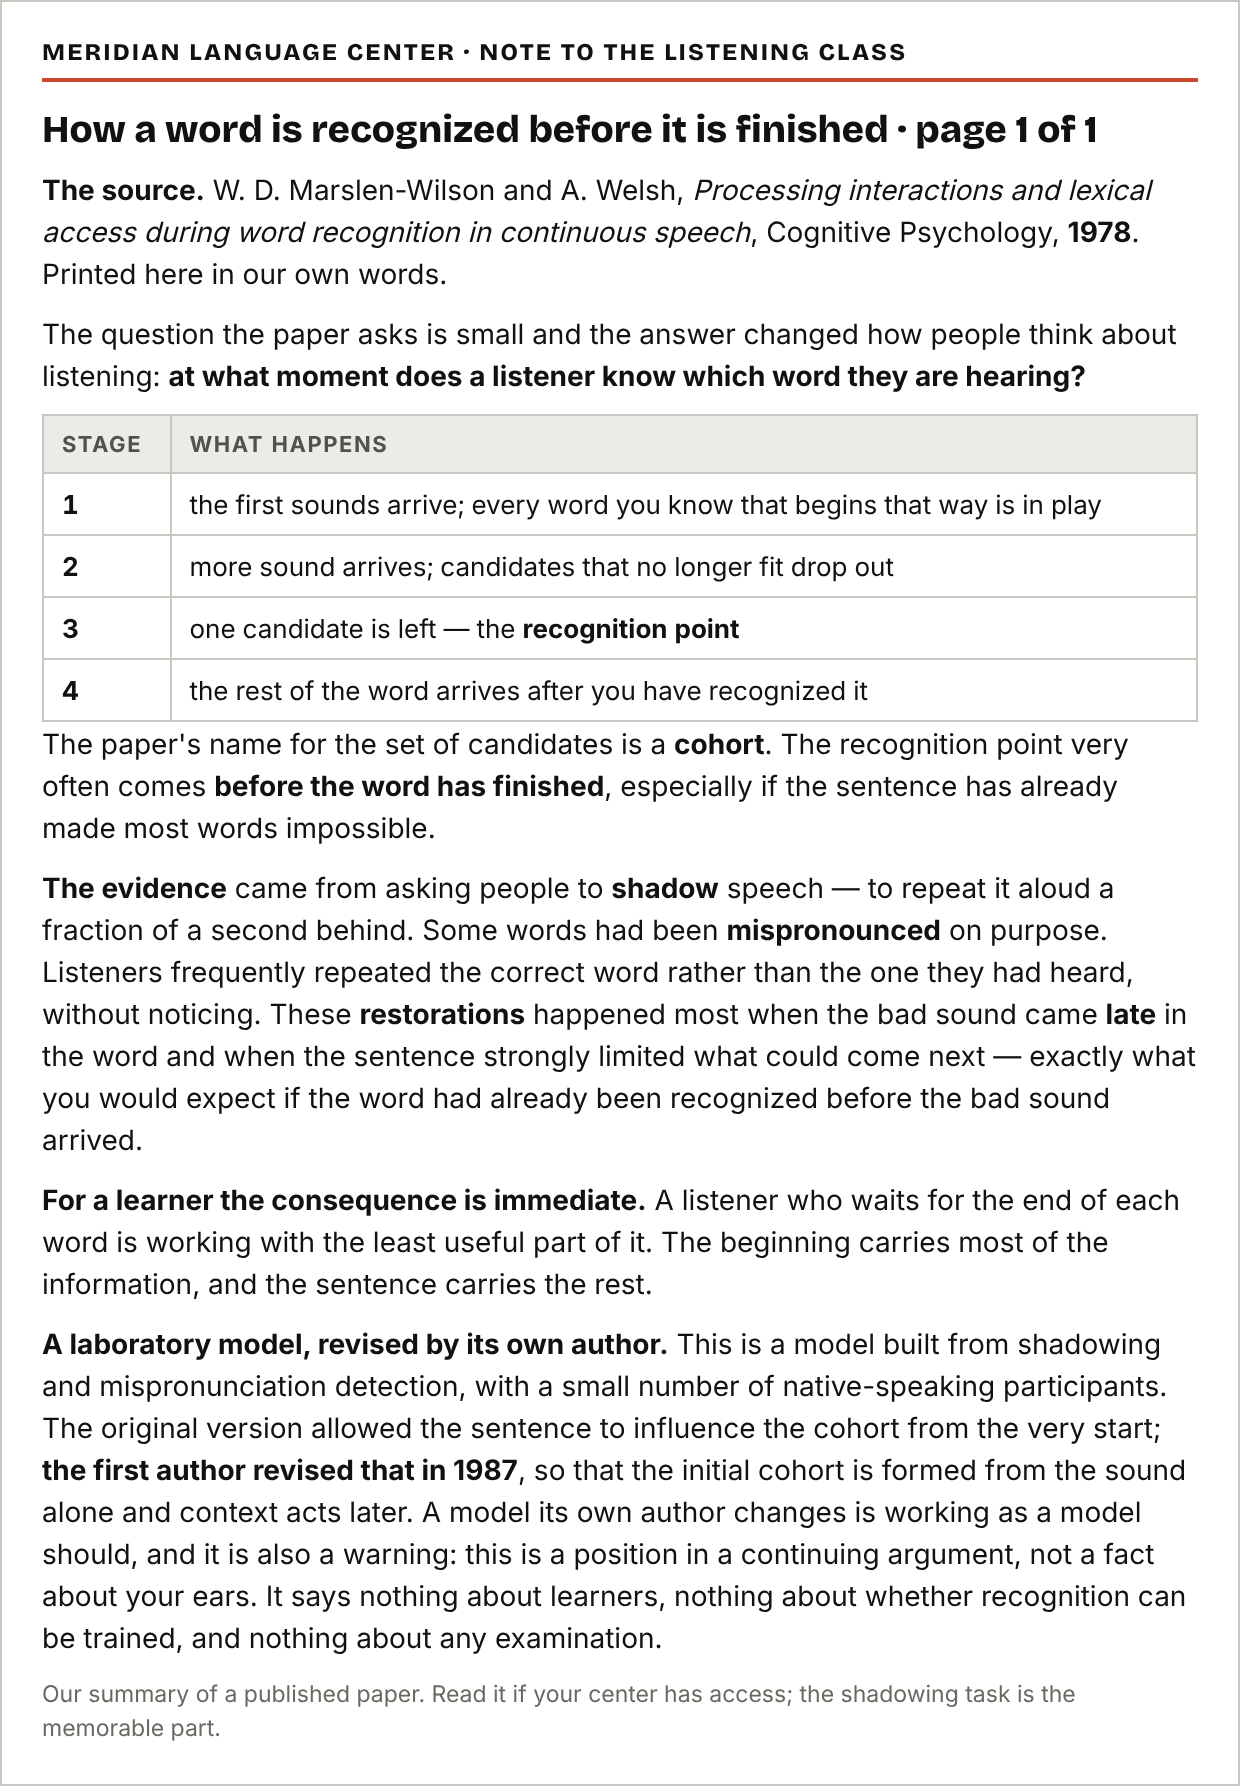 MERIDIAN LANGUAGE CENTER · NOTE TO THE LISTENING CLASS
How a word is recognized before it is finished · page 1 of 1
The source. W. D. Marslen-Wilson and A. Welsh, Processing interactions and lexical
access during word recognition in continuous speech, Cognitive Psychology, 1978.
Printed here in our own words.
The question the paper asks is small and the answer changed how people think about
listening: at what moment does a listener know which word they are hearing?
STAGE WHAT HAPPENS
1 the first sounds arrive; every word you know that begins that way is in play
2 more sound arrives; candidates that no longer fit drop out
3 one candidate is left — the recognition point
4 the rest of the word arrives after you have recognized it
The paper's name for the set of candidates is a cohort. The recognition point very
often comes before the word has finished, especially if the sentence has already
made most words impossible.
The evidence came from asking people to shadow speech — to repeat it aloud a
fraction of a second behind. Some words had been mispronounced on purpose.
Listeners frequently repeated the correct word rather than the one they had heard,
without noticing. These restorations happened most when the bad sound came late in
the word and when the sentence strongly limited what could come next — exactly what
you would expect if the word had already been recognized before the bad sound
arrived.
For a learner the consequence is immediate. A listener who waits for the end of each
word is working with the least useful part of it. The beginning carries most of the
information, and the sentence carries the rest.
A laboratory model, revised by its own author. This is a model built from shadowing
and mispronunciation detection, with a small number of native-speaking participants.
The original version allowed the sentence to influence the cohort from the very start;
the first author revised that in 1987, so that the initial cohort is formed from the sound
alone and context acts later. A model its own author changes is working as a model
should, and it is also a warning: this is a position in a continuing argument, not a fact
about your ears. It says nothing about learners, nothing about whether recognition can
be trained, and nothing about any examination.
Our summary of a published paper. Read it if your center has access; the shadowing task is the
memorable part.